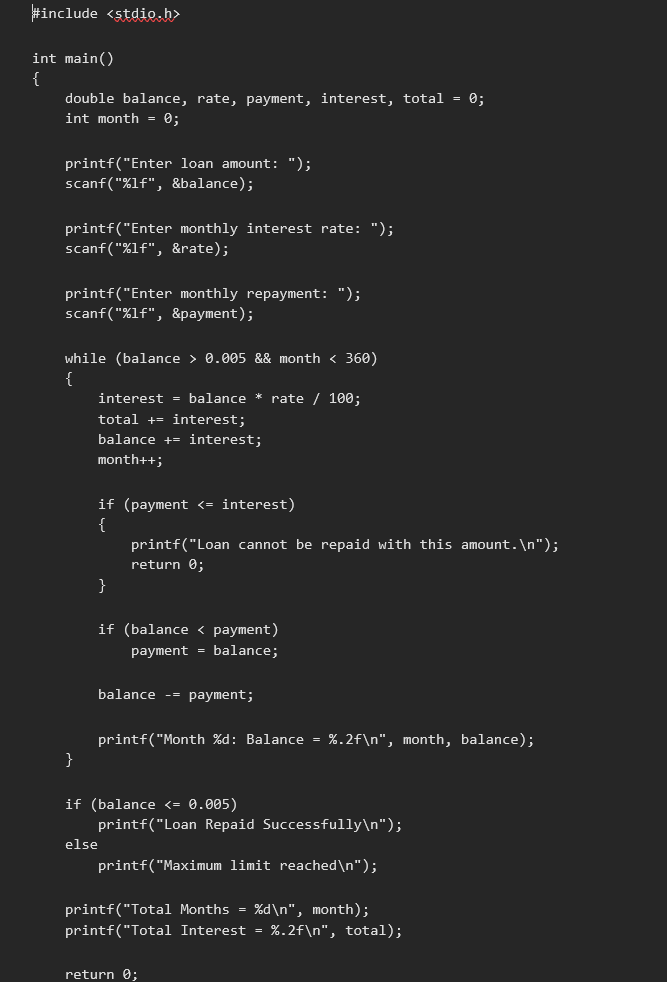 #include <stdio.h>
int main()
{
double balance, rate, payment, interest, total = 0;
int month = 0;
printf("Enter loan amount: ");
scanf("%lf", &balance);
printf("Enter monthly interest rate: ");
scanf("%lf", &rate);
printf("Enter monthly repayment: ");
scanf("%lf", &payment);
while (balance > 0.005 && month < 360)
{
interest = balance * rate / 100;
total += interest;
balance += interest;
month++;
if (payment <= interest)
{
printf("Loan cannot be repaid with this amount.\n");
return 0;
}
if (balance < payment)
payment = balance;
balance -= payment;
printf("Month %d: Balance = %.2f\n", month, balance);
}
if (balance <= 0.005)
printf("Loan Repaid Successfully\n");
else
printf("Maximum limit reached\n");
printf("Total Months = %d\n", month);
printf("Total Interest = %.2f\n", total);
return 0;